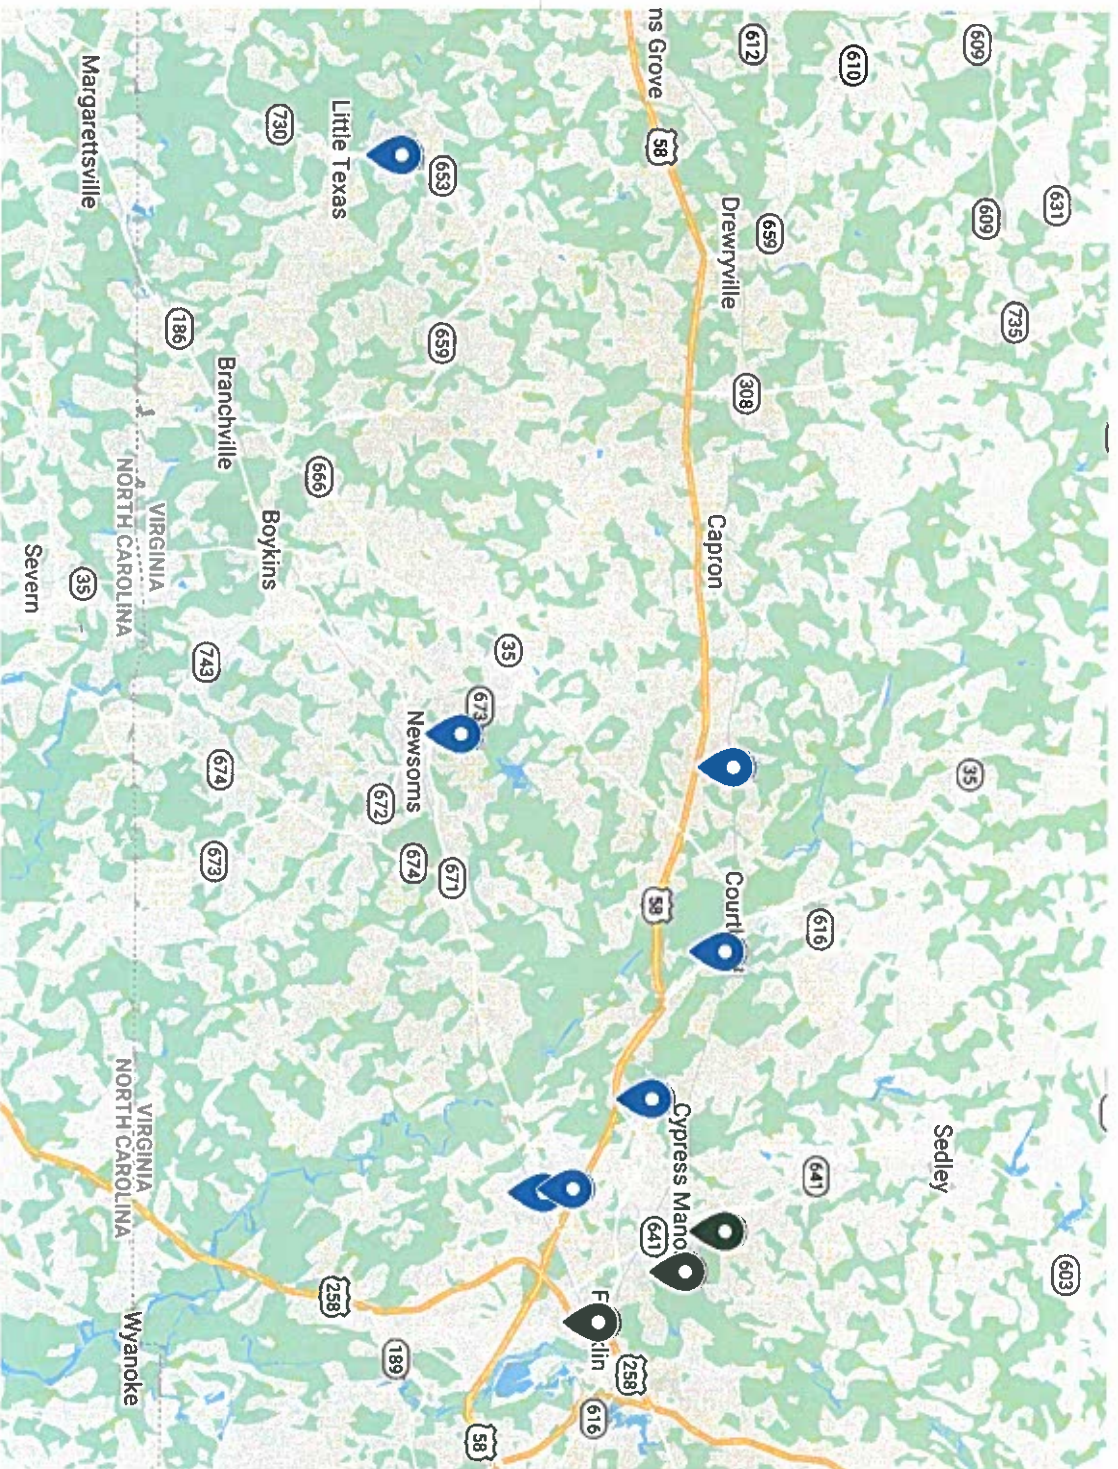 603
631
735
609
609
35
Sedley
610
616
641
659
612
308
Court
Drewryville
Capron
Cypress Mano
58
ns Grove
58
641
258
F lin
616
35
673
58
671
653
659
Newsoms
674
189
672
Little Texas
258
666
730
Boykins
Branchville
674
673
743
186
VIRGINIA
NORTH CAROLINA
VIRGINIA
NORTH CAROLINA
Wyanoke
Margarettsville
35
Severn